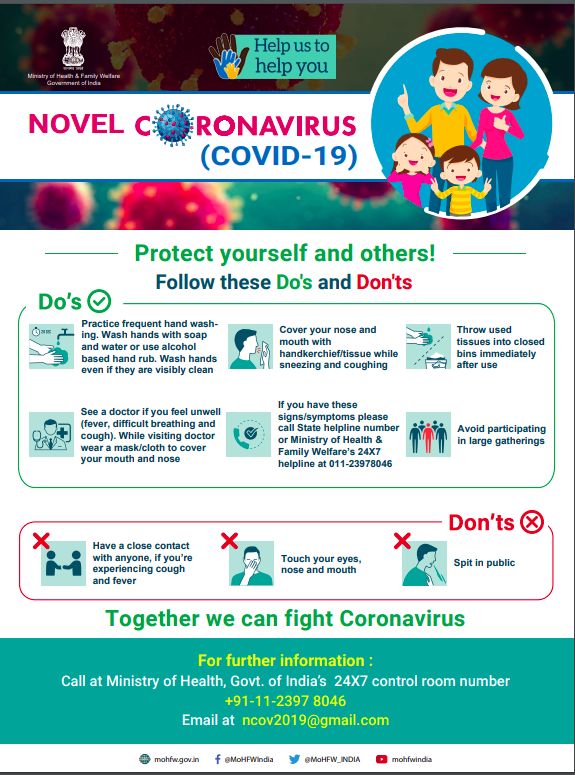 Ministry of Health & Family Welfare
Government of India
Help us to
help you
NOVEL CORONAVIRUS
(COVID-19)
Protect yourself and others!
Follow these Do's and Don'ts
Do's
20 sec
Practice frequent hand wash-
ing. Wash hands with soap
and water or use alcohol
based hand rub. Wash hands
even if they are visibly clean
Cover your nose and
mouth with
handkerchief/tissue while
sneezing and coughing
Throw used
tissues into closed
bins immediately
after use
See a doctor if you feel unwell
(fever, difficult breathing and
cough). While visiting doctor
wear a mask/cloth to cover
your mouth and nose
If you have these
signs/symptoms please
call State helpline number
or Ministry of Health &
Family Welfare's 24X7
helpline at 011-23978046
Avoid participating
in large gatherings
Don'ts
Have a close contact
with anyone, if you're
experiencing cough
and fever
Touch your eyes,
nose and mouth
Spit in public
Together we can fight Coronavirus
For further information :
Call at Ministry of Health, Govt. of India's 24X7 control room number
+91-11-2397 8046
Email at ncov2019@gmail.com
mohfw.gov.in
@MoHFWIndia
@MoHFW_INDIA
mohfwindia